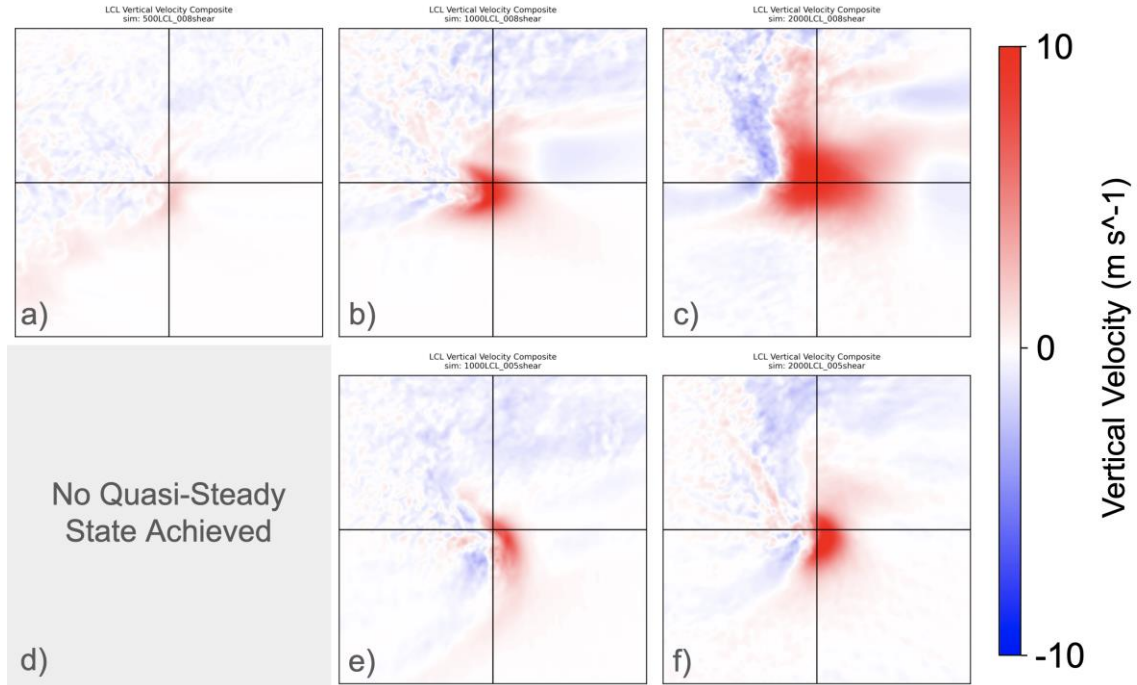 LCL Vertical Velocity Composite
sim: 500LCL_008shear
a)
LCL Vertical Velocity Composite
sim: 1000LCL_008shear
b)
LCL Vertical Velocity Composite
sim: 2000LCL_008shear
c)
No Quasi-Steady
State Achieved
d)
LCL Vertical Velocity Composite
sim: 1000LCL_005shear
e)
LCL Vertical Velocity Composite
sim: 2000LCL_005shear
f)
10
0
-10
Vertical Velocity (m s^-1)